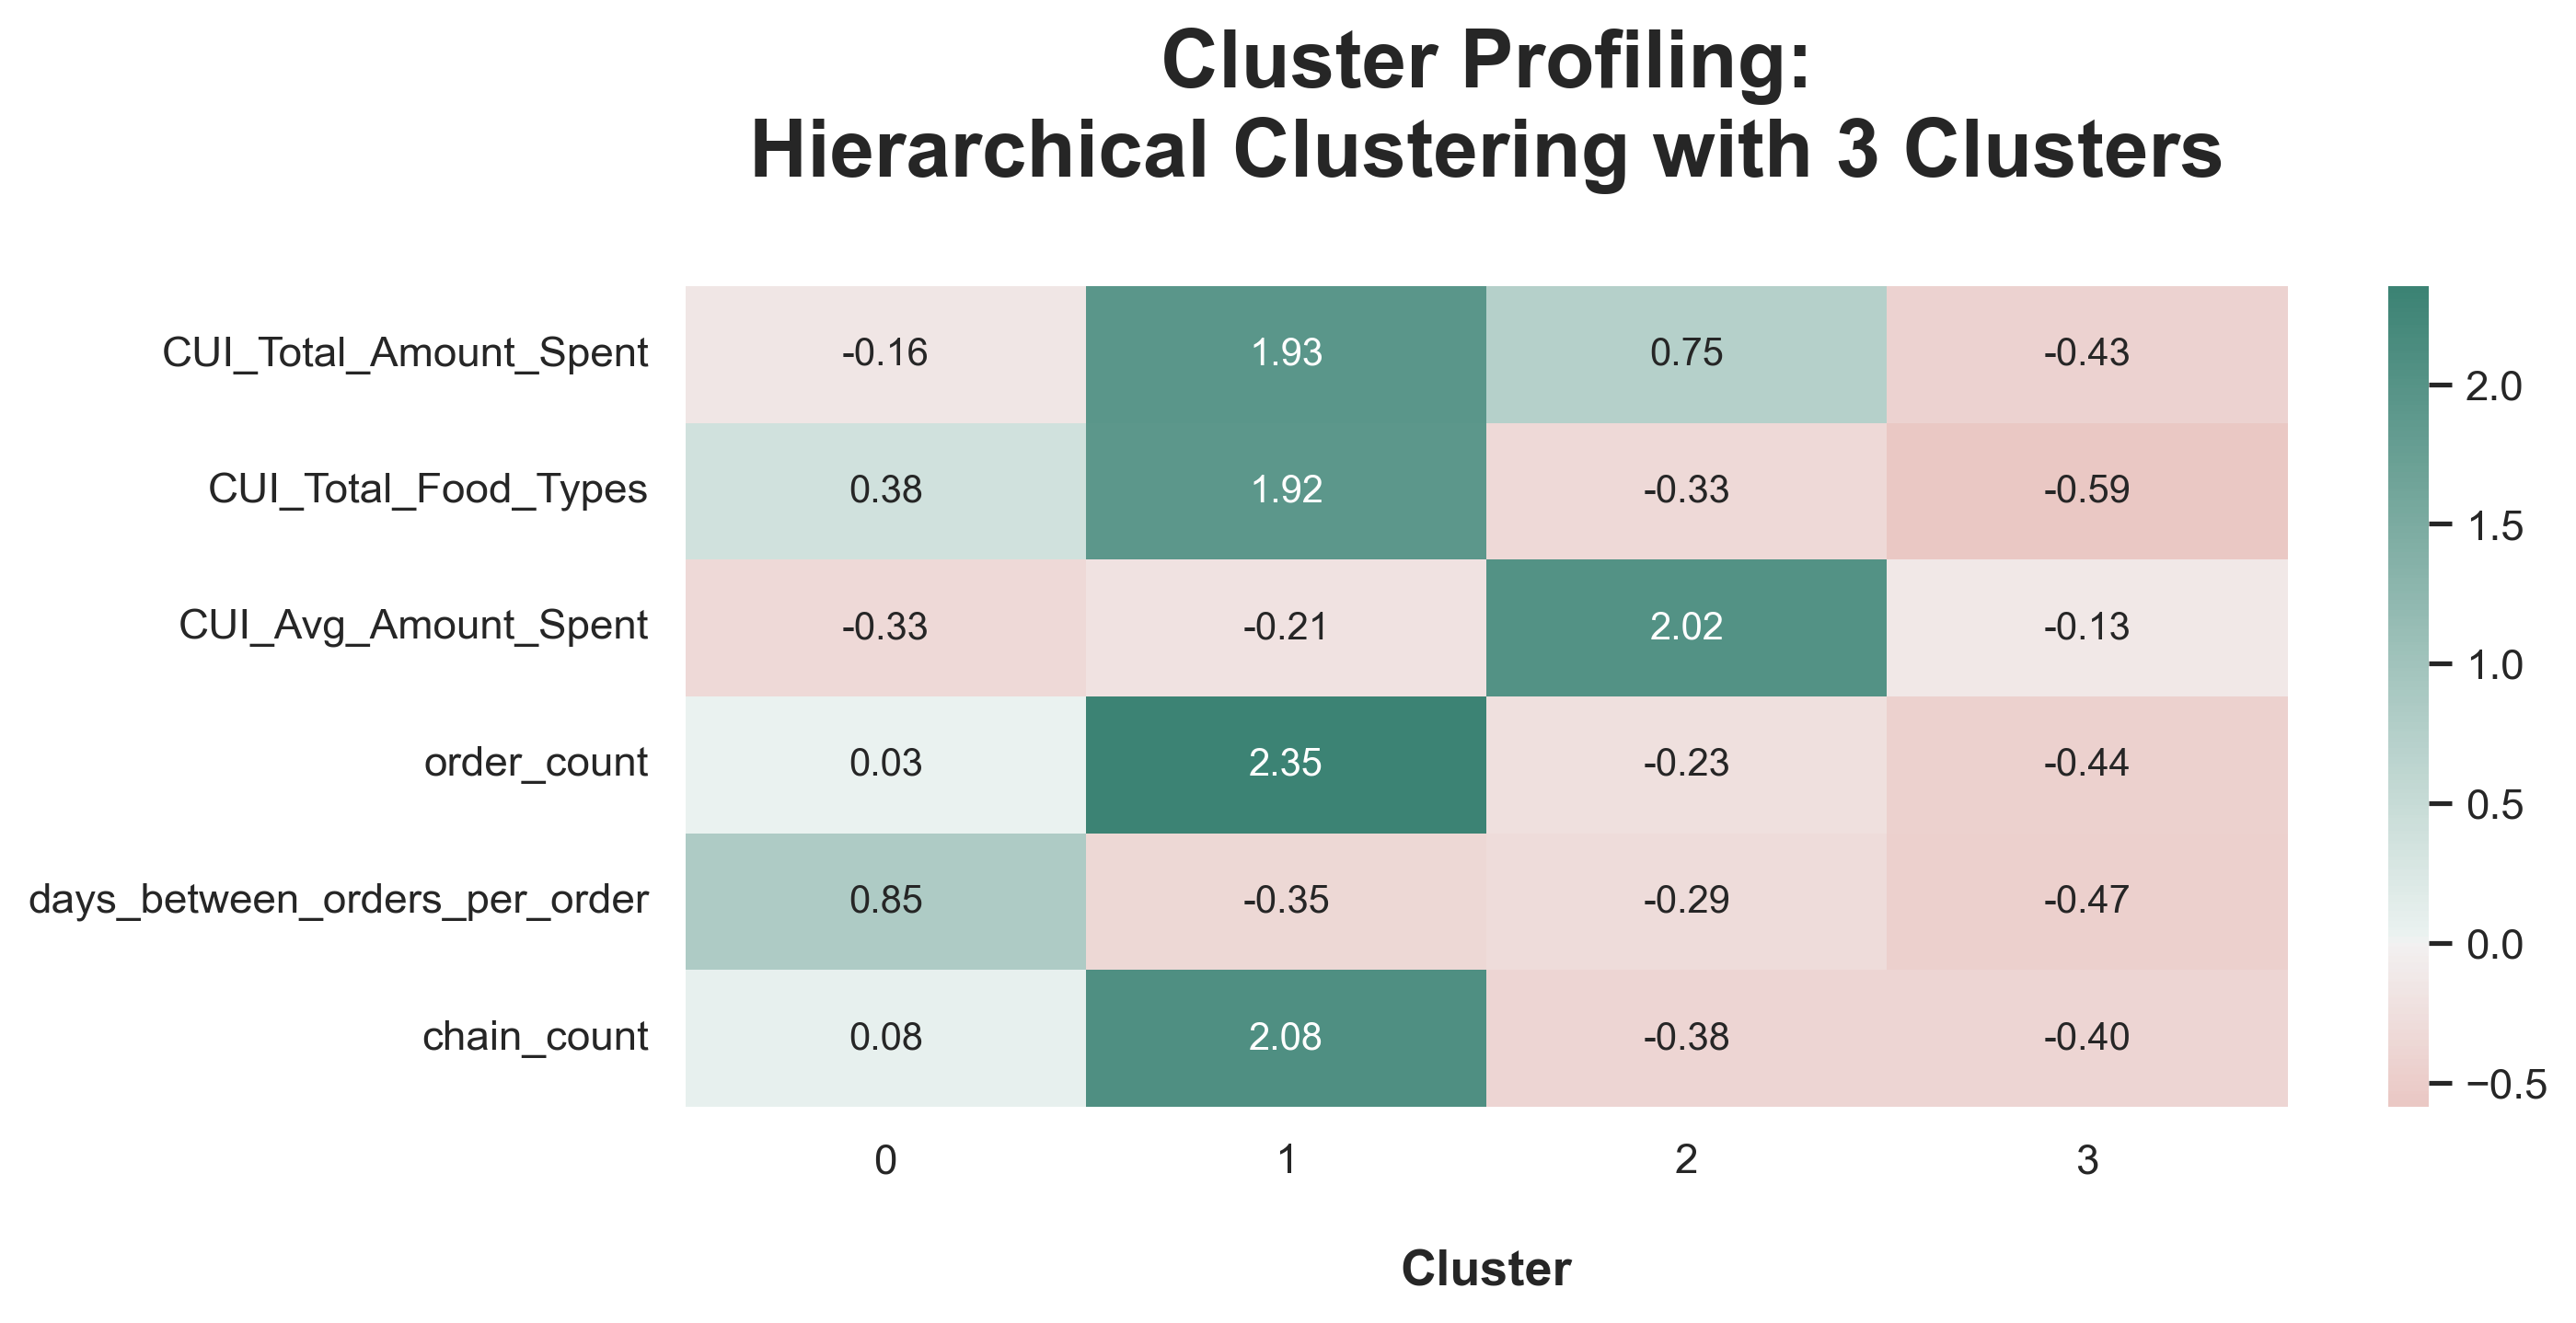 Cluster Profiling:
Hierarchical Clustering with 3 Clusters
CUI_Total_Amount_Spent -0.16 1.93 0.75 -0.43
CUI_Total_Food_Types 0.38 1.92 -0.33 -0.59
CUI_Avg_Amount_Spent -0.33 -0.21 2.02 -0.13
order_count 0.03 2.35 -0.23 -0.44
days_between_orders_per_order 0.85 -0.35 -0.29 -0.47
chain_count 0.08 2.08 -0.38 -0.40
0 1 2 3
Cluster
2.0
1.5
1.0
0.5
0.0
−0.5